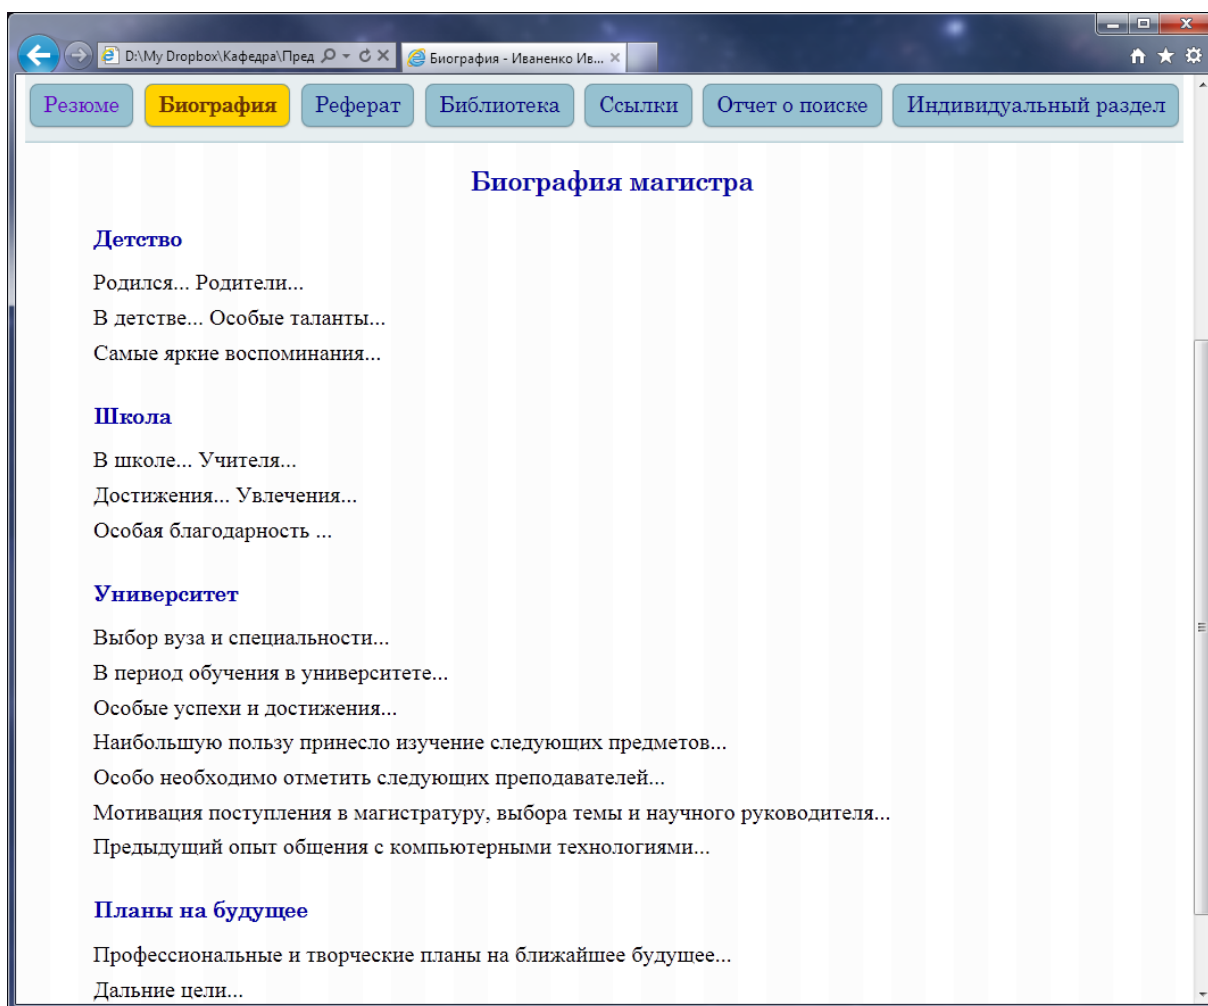 D:\My Dropbox\Кафедра\Пред
Биография - Иваненко Ив...
Резюме Биография Реферат Библиотека Ссылки Отчет о поиске Индивидуальный раздел
Биография магистра
Детство
Родился... Родители...
В детстве... Особые таланты...
Самые яркие воспоминания...
Школа
В школе... Учителя...
Достижения... Увлечения...
Особая благодарность ...
Университет
Выбор вуза и специальности...
В период обучения в университете...
Особые успехи и достижения...
Наибольшую пользу принесло изучение следующих предметов...
Особо необходимо отметить следующих преподавателей...
Мотивация поступления в магистратуру, выбора темы и научного руководителя...
Предыдущий опыт общения с компьютерными технологиями...
Планы на будущее
Профессиональные и творческие планы на ближайшее будущее...
Дальние цели...